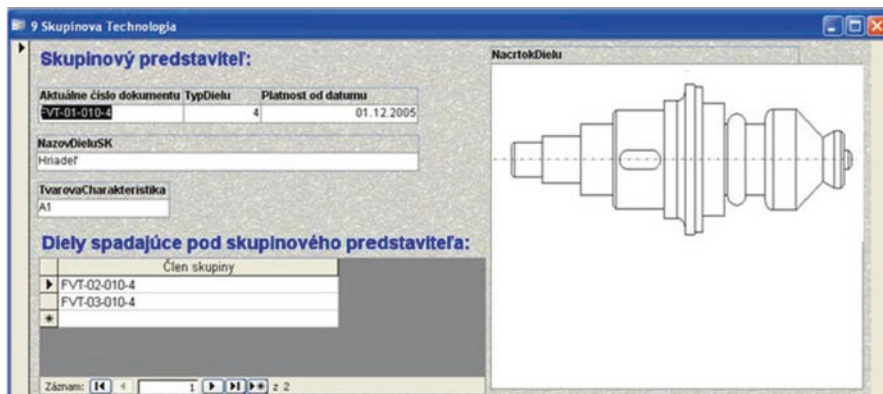 9 Skupinova Technologia
Skupinový predstaviteľ:
Aktuálne číslo dokumentu TypDielu Platnost od datumu
FVT-01-010-4 4 01.12.2005
NazovDieluSK
Hriadeľ
TvarovaCharakteristika
A1
Diely spadajúce pod skupinového predstaviteľa:
Člen skupiny
FVT-02-010-4
FVT-03-010-4
Záznam: 1 z 2
NacrtokDielu